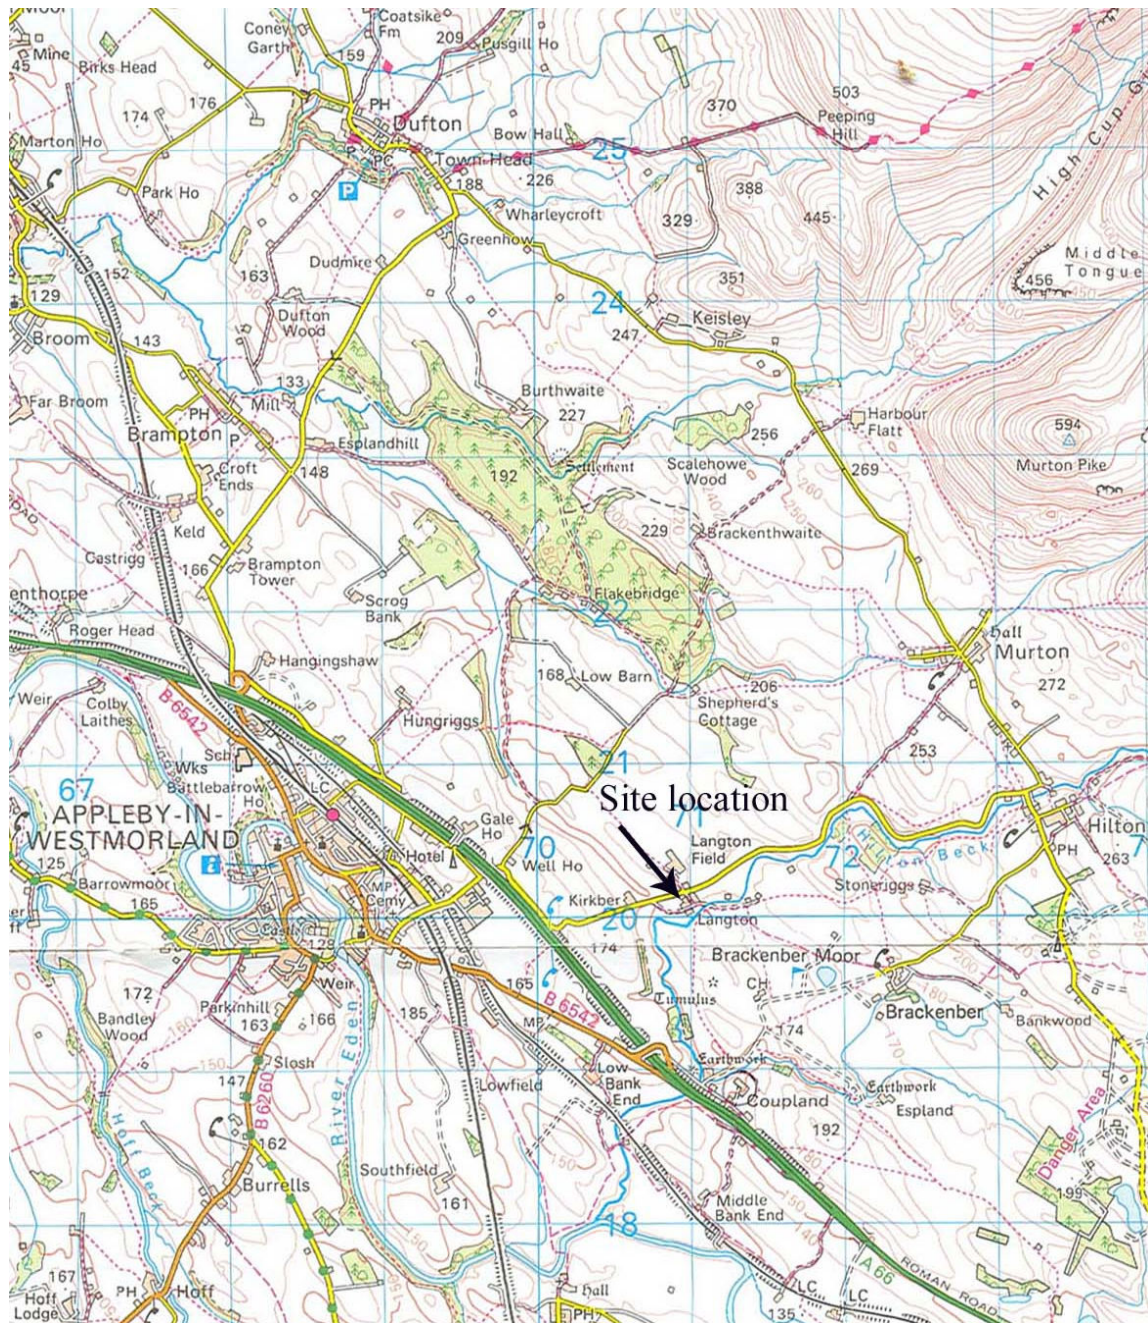 Coney
Garth
Coatsike
Fm
209
Pusgill Ho
Mine
45
Birks Head
159
176
174
PH
Dufton
503
Peeping
Hill
370
Bow Hall
25
High Cup G
Marton Ho
PC
Town Head
188
226
388
Park Ho
P
Wharleycroft
329
445
Greenhow
152
163
Dudmire
351
Middle
Tongue
456
129
24
Dufton
Wood
Keisley
247
Broom
143
133
Burthwaite
227
Far Broom
PH
Mill
Harbour
Flatt
594
Brampton
P
Esplandhill
256
Croft
Ends
148
192
Settlement
Scalehowe
Wood
269
Murton Pike
Keld
229
Brackenthwaite
Castrigg
166
Brampton
Tower
enthorpe
Scrog
Bank
Flakebridge
22
Roger Head
Hall
Murton
Hangingshaw
168
Low Barn
206
272
Weir
Colby
Laithes
B 6542
Hungriggs
Shepherd's
Cottage
253
Sch
Wks
21
67
Battlebarrow
Ho
LC
Site location
71
APPLEBY-IN-
WESTMORLAND
Gale
Ho
70
Langton
Field
Hilton
72
Hilton Beck
125
Hotel
Well Ho
PH
263
Barrowmoor
MP
Cemy
Kirkber
Stoneriggs
165
20
Langton
Castle
128
174
Brackenber Moor
200
172
Weir
165
Tumulus
CH
Parkinhill
B 6542
180
Brackenber
Bandley
Wood
163
166
185
MP
174
Bankwood
150
Slosh
Earthwork
170
147
Lowfield
Low
Bank
End
Coupland
Earthwork
Espland
B 6260
River Eden
Danger Area
Hoff Beck
162
192
Southfield
Burrells
161
199
Middle
Bank End
18
A 66
ROMAN ROAD
167
PH
Hoff
Hall
LC
LC
Hoff
Lodge
PH
135